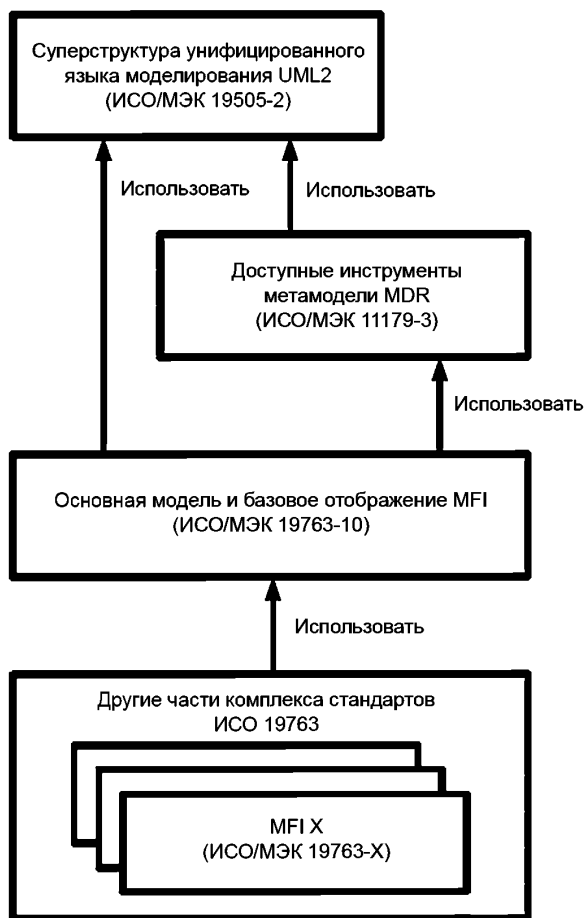 Суперструктура унифицированного
языка моделирования UML2
(ИСО/МЭК 19505-2)
Использовать
Использовать
Доступные инструменты
метамодели MDR
(ИСО/МЭК 11179-3)
Использовать
Основная модель и базовое отображение MFI
(ИСО/МЭК 19763-10)
Использовать
Другие части комплекса стандартов
ИСО 19763
MFI X
(ИСО/МЭК 19763-X)